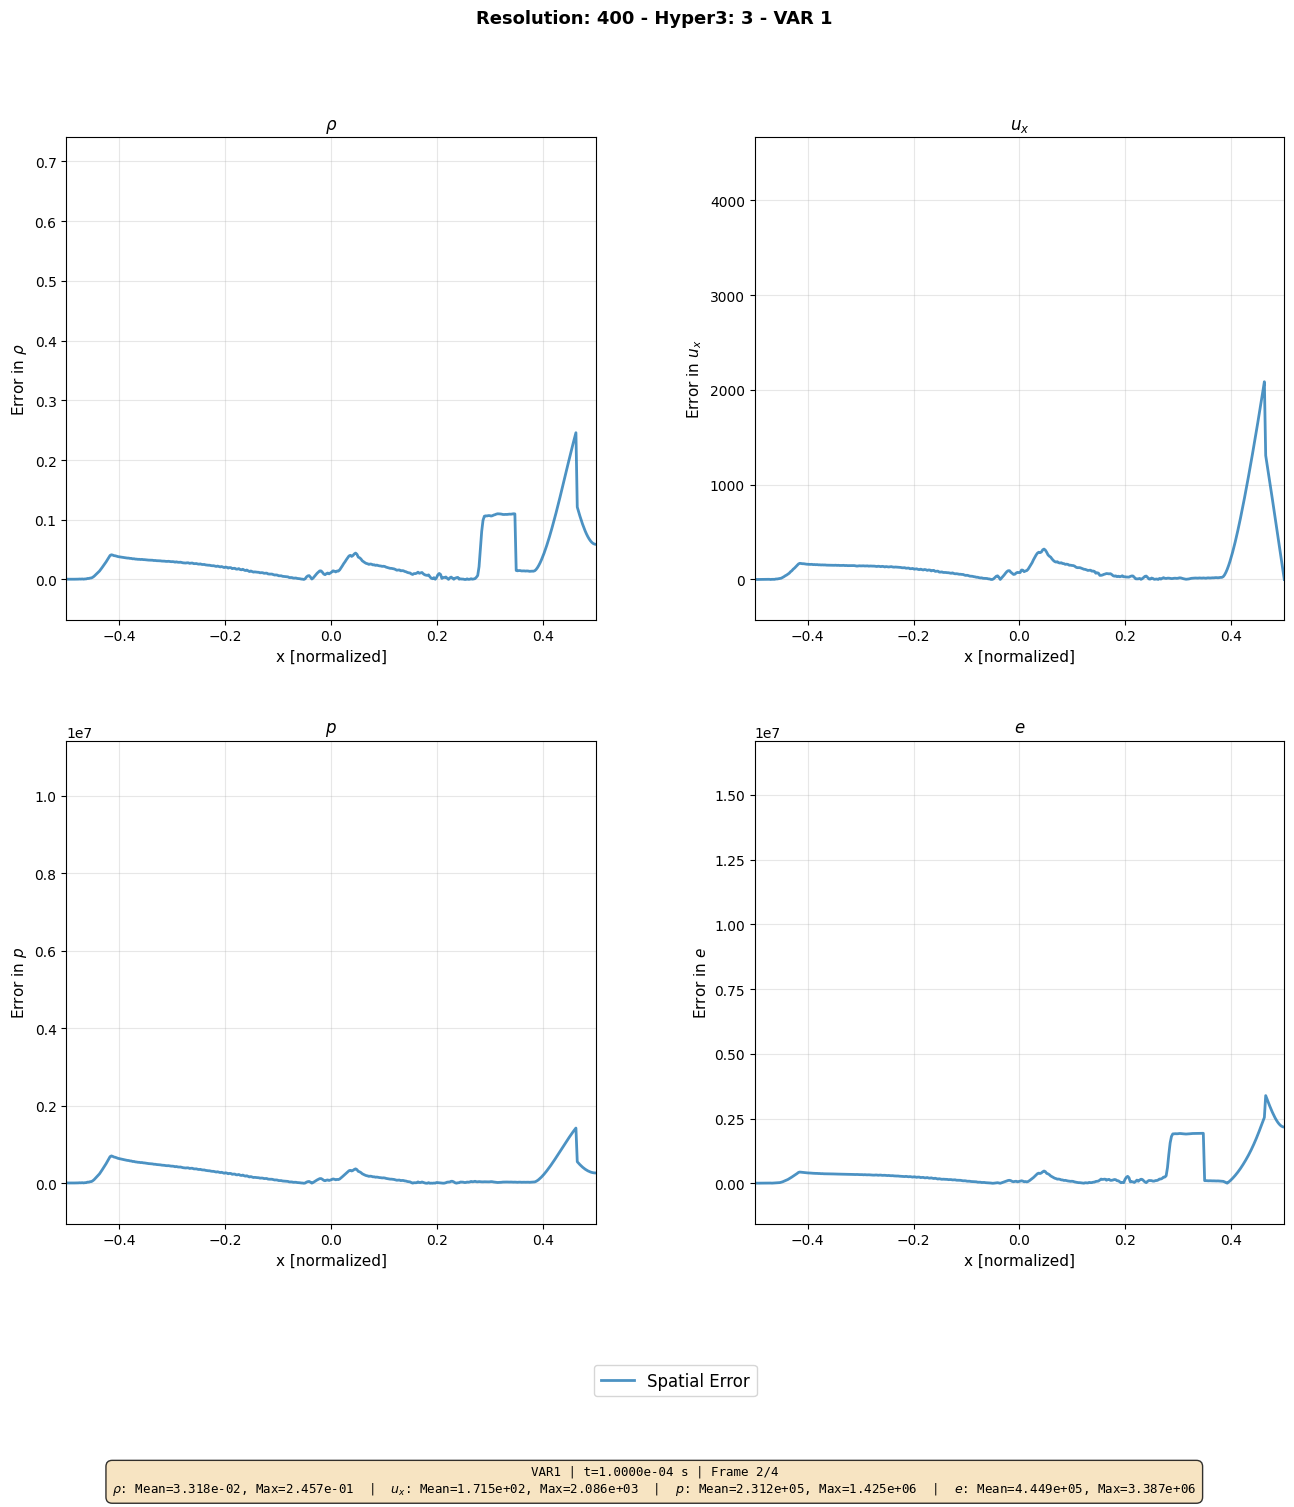 Resolution: 400 - Hyper3: 3 - VAR 1
ρ
0.7
0.6
0.5
0.4
0.3
0.2
0.1
0.0
Error in ρ
−0.4 −0.2 0.0 0.2 0.4
x [normalized]
u_x
4000
3000
2000
1000
0
Error in u_x
−0.4 −0.2 0.0 0.2 0.4
x [normalized]
p
1e7
1.0
0.8
0.6
0.4
0.2
0.0
Error in p
−0.4 −0.2 0.0 0.2 0.4
x [normalized]
e
1e7
1.50
1.25
1.00
0.75
0.50
0.25
0.00
Error in e
−0.4 −0.2 0.0 0.2 0.4
x [normalized]
Spatial Error
VAR1 | t=1.0000e-04 s | Frame 2/4
ρ: Mean=3.318e-02, Max=2.457e-01 | u_x: Mean=1.715e+02, Max=2.086e+03 | p: Mean=2.312e+05, Max=1.425e+06 | e: Mean=4.449e+05, Max=3.387e+06